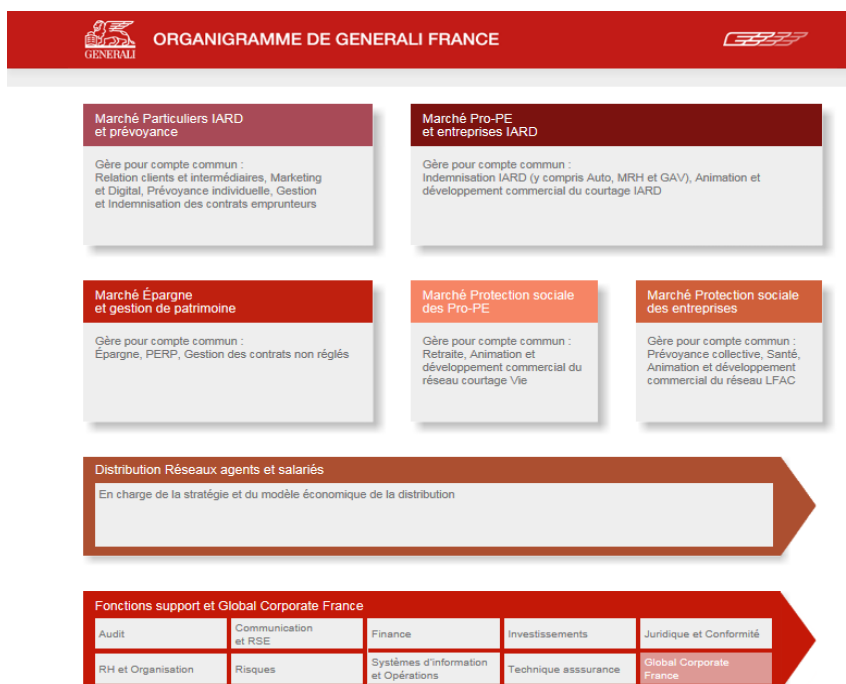 GENERALI
ORGANIGRAMME DE GENERALI FRANCE
Marché Particuliers IARD
et prévoyance
Gère pour compte commun :
Relation clients et intermédiaires, Marketing
et Digital, Prévoyance individuelle, Gestion
et Indemnisation des contrats emprunteurs
Marché Pro-PE
et entreprises IARD
Gère pour compte commun :
Indemnisation IARD (y compris Auto, MRH et GAV), Animation et
développement commercial du courtage IARD
Marché Épargne
et gestion de patrimoine
Gère pour compte commun :
Épargne, PERP, Gestion des contrats non réglés
Marché Protection sociale
des Pro-PE
Gère pour compte commun :
Retraite, Animation et
développement commercial du
réseau courtage Vie
Marché Protection sociale
des entreprises
Gère pour compte commun :
Prévoyance collective, Santé,
Animation et développement
commercial du réseau LFAC
Distribution Réseaux agents et salariés
En charge de la stratégie et du modèle économique de la distribution
Fonctions support et Global Corporate France
Audit
Communication
et RSE
Finance
Investissements
Juridique et Conformité
RH et Organisation
Risques
Systèmes d'information
et Opérations
Technique asssurance
Global Corporate
France